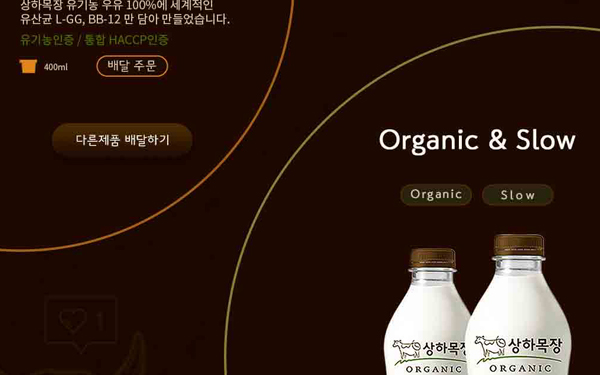 상하목장 유기농 우유 100%에 세계적인
유산균 L-GG, BB-12 만 담아 만들었습니다.
유기농인증 / 통합 HACCP인증
400ml
배달 주문
다른제품 배달하기
Organic & Slow
Organic
Slow
1
상하목장
ORGANIC
상하목장
ORGANIC